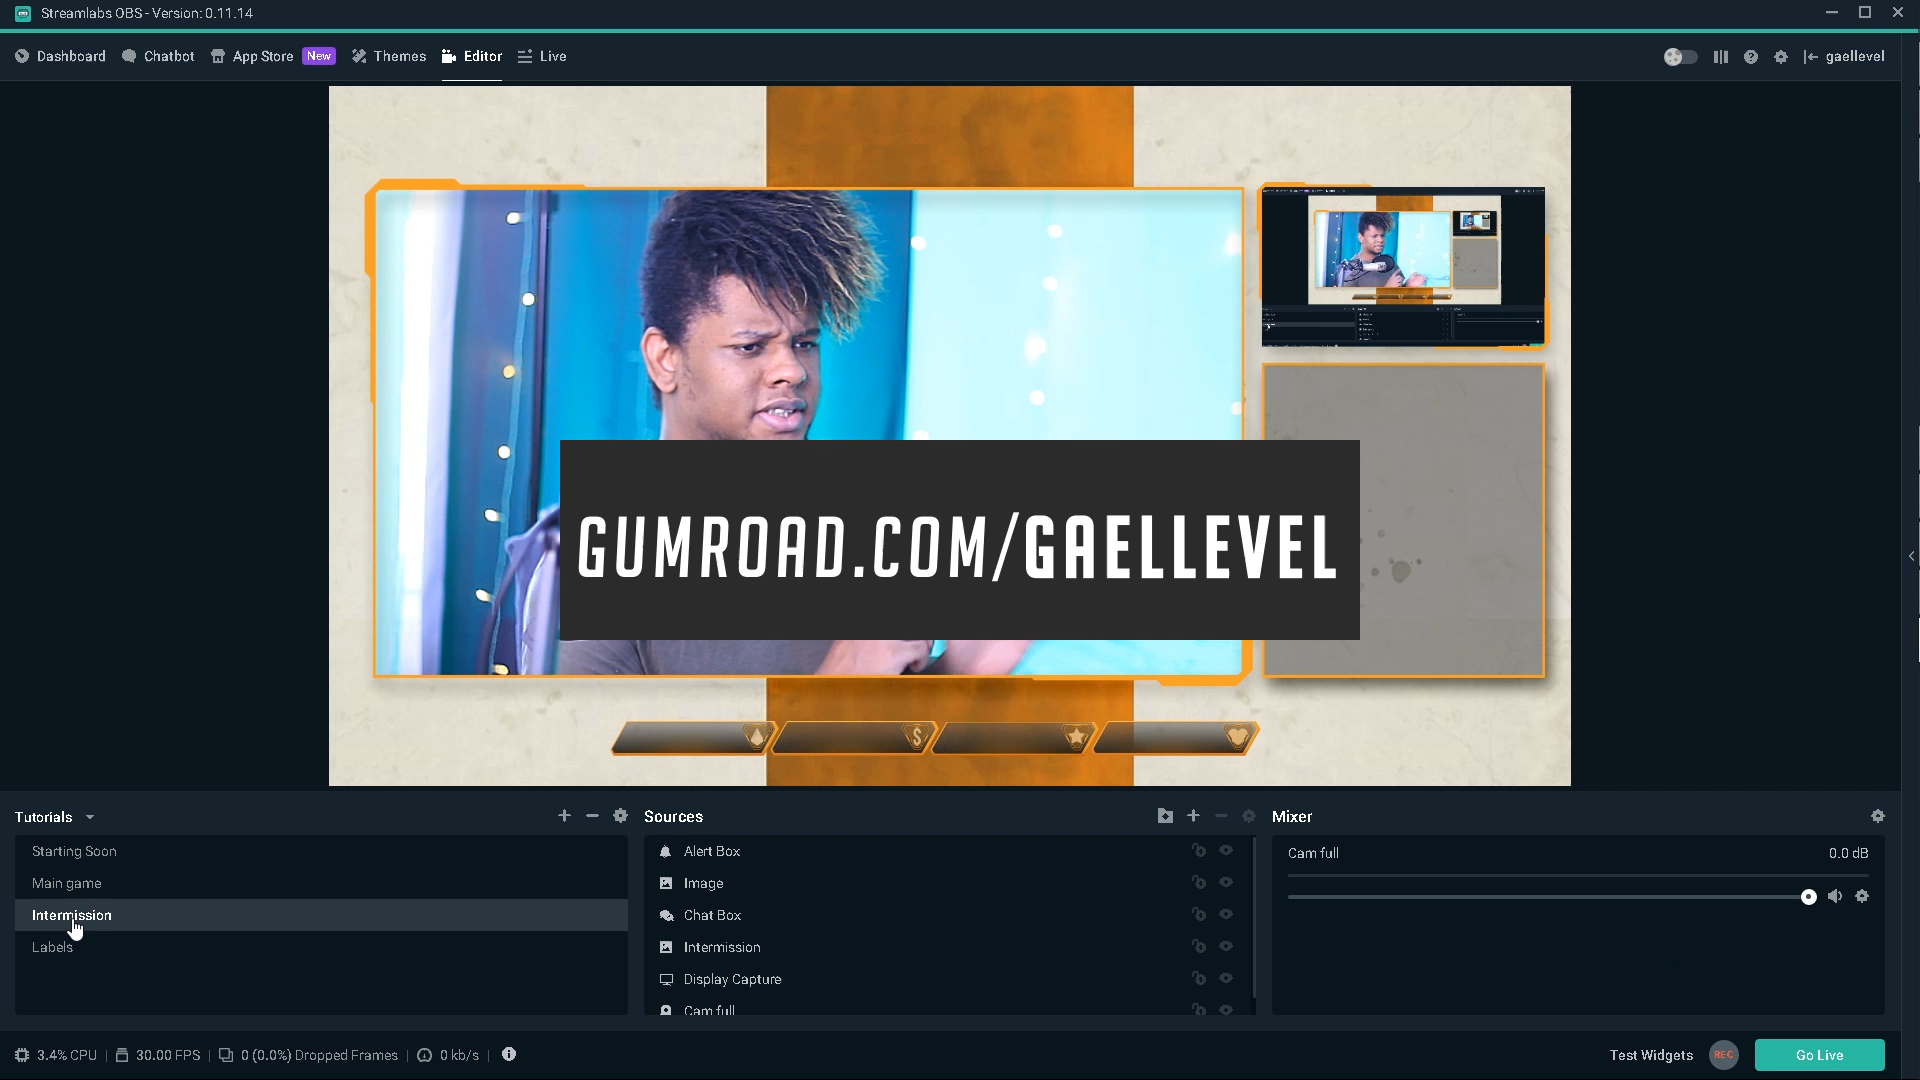 Streamlabs OBS - Version: 0.11.14
Dashboard Chatbot App Store New Themes Editor Live
gaellevel
GUMROAD.COM/GAELLEVEL
Tutorials
Starting Soon
Main game
Intermission
Labels
Sources
Alert Box
Image
Chat Box
Intermission
Display Capture
Cam full
Mixer
Cam full 0.0 dB
3.4% CPU | 30.00 FPS | 0 (0.0%) Dropped Frames | 0 kb/s |
Test Widgets REC Go Live